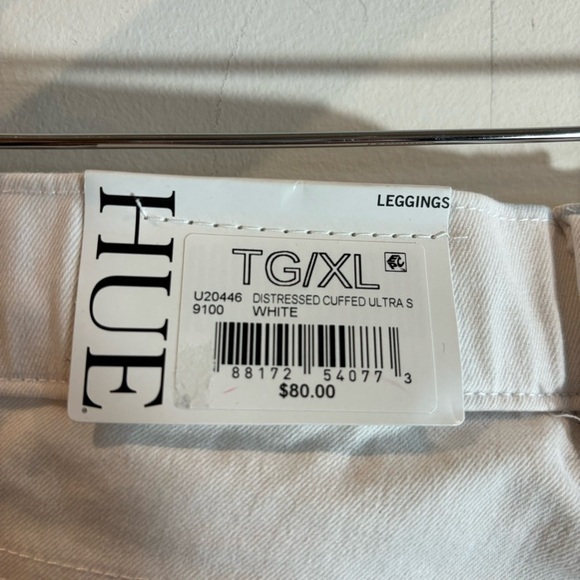 HUE
LEGGINGS
TG/XL
U20446 DISTRESSED CUFFED ULTRA S
9100 WHITE
88172 54077 3
$80.00